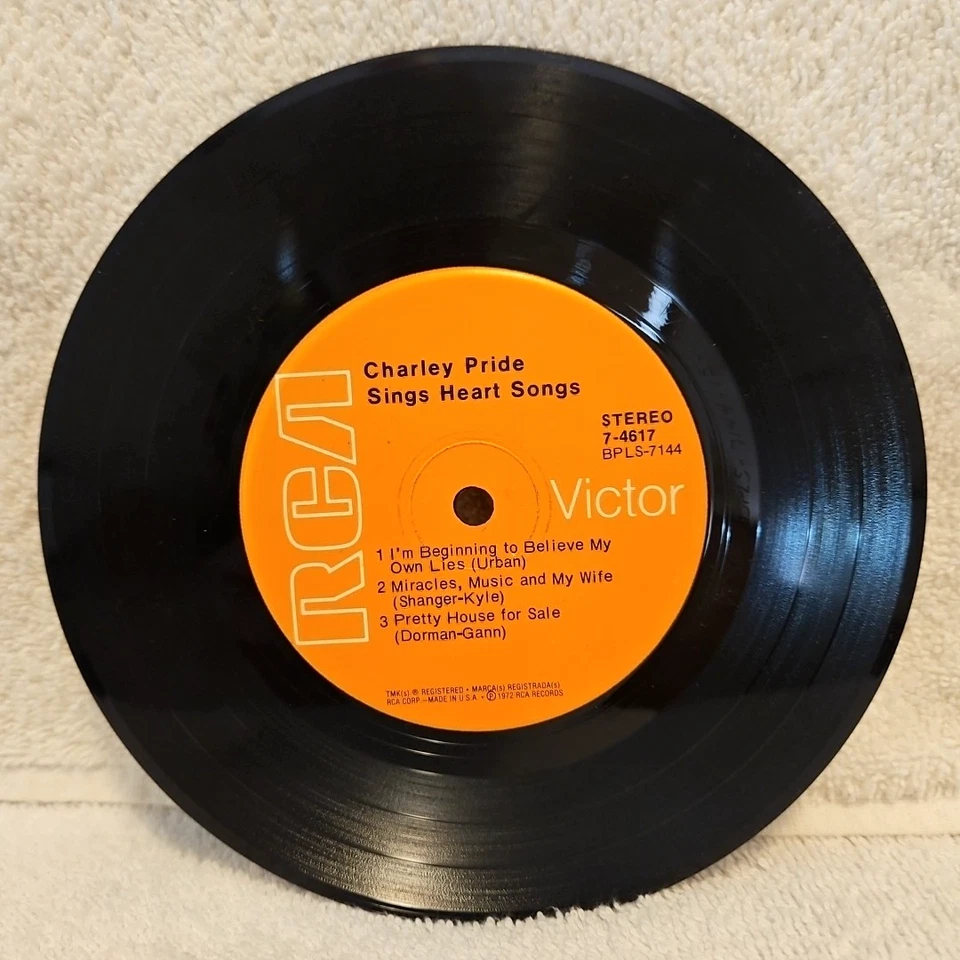 Charley Pride
Sings Heart Songs
STEREO
7-4617
BPLS-7144
RCA
Victor
1 I'm Beginning to Believe My
Own Lies (Urban)
2 Miracles, Music and My Wife
(Shanger-Kyle)
3 Pretty House for Sale
(Dorman-Gann)
TMK(s) ® REGISTERED • MARCA(s) REGISTRADA(s)
RCA CORP.—MADE IN U.S.A. • ℗ 1972 RCA RECORDS